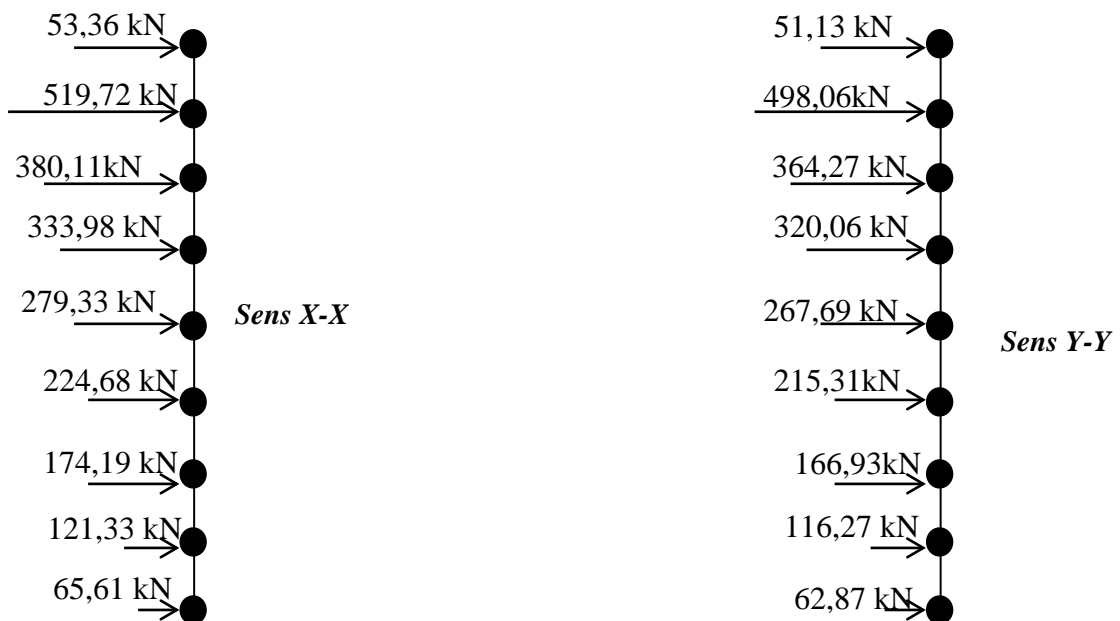 53,36 kN
519,72 kN
380,11kN
333,98 kN
279,33 kN
Sens X-X
224,68 kN
174,19 kN
121,33 kN
65,61 kN
51,13 kN
498,06kN
364,27 kN
320,06 kN
267,69 kN
Sens Y-Y
215,31kN
166,93kN
116,27 kN
62,87 kN